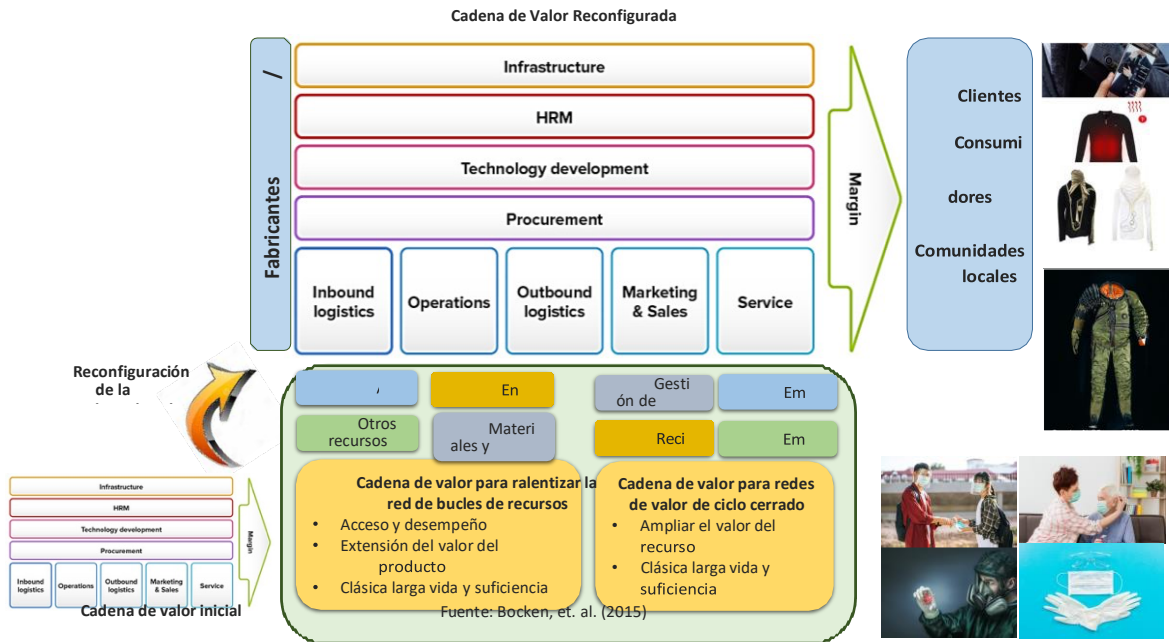 Cadena de Valor Reconfigurada
Fabricantes /
Infrastructure
HRM
Technology development
Procurement
Inbound
logistics
Operations
Outbound
logistics
Marketing
& Sales
Service
Margin
Clientes
Consumi
dores
Comunidades
locales
Reconfiguración
de la
En
Gesti
ón de
Em
Otros
recursos
Materi
ales y
Reci
Em
Cadena de valor para ralentizar la
red de bucles de recursos
• Acceso y desempeño
• Extensión del valor del
producto
• Clásica larga vida y suficiencia
Cadena de valor para redes
de valor de ciclo cerrado
• Ampliar el valor del
recurso
• Clásica larga vida y
suficiencia
Fuente: Bocken, et. al. (2015)
Infrastructure
HRM
Technology development
Procurement
Inbound
logistics
Operations
Outbound
logistics
Marketing
& Sales
Service
Margin
Cadena de valor inicial